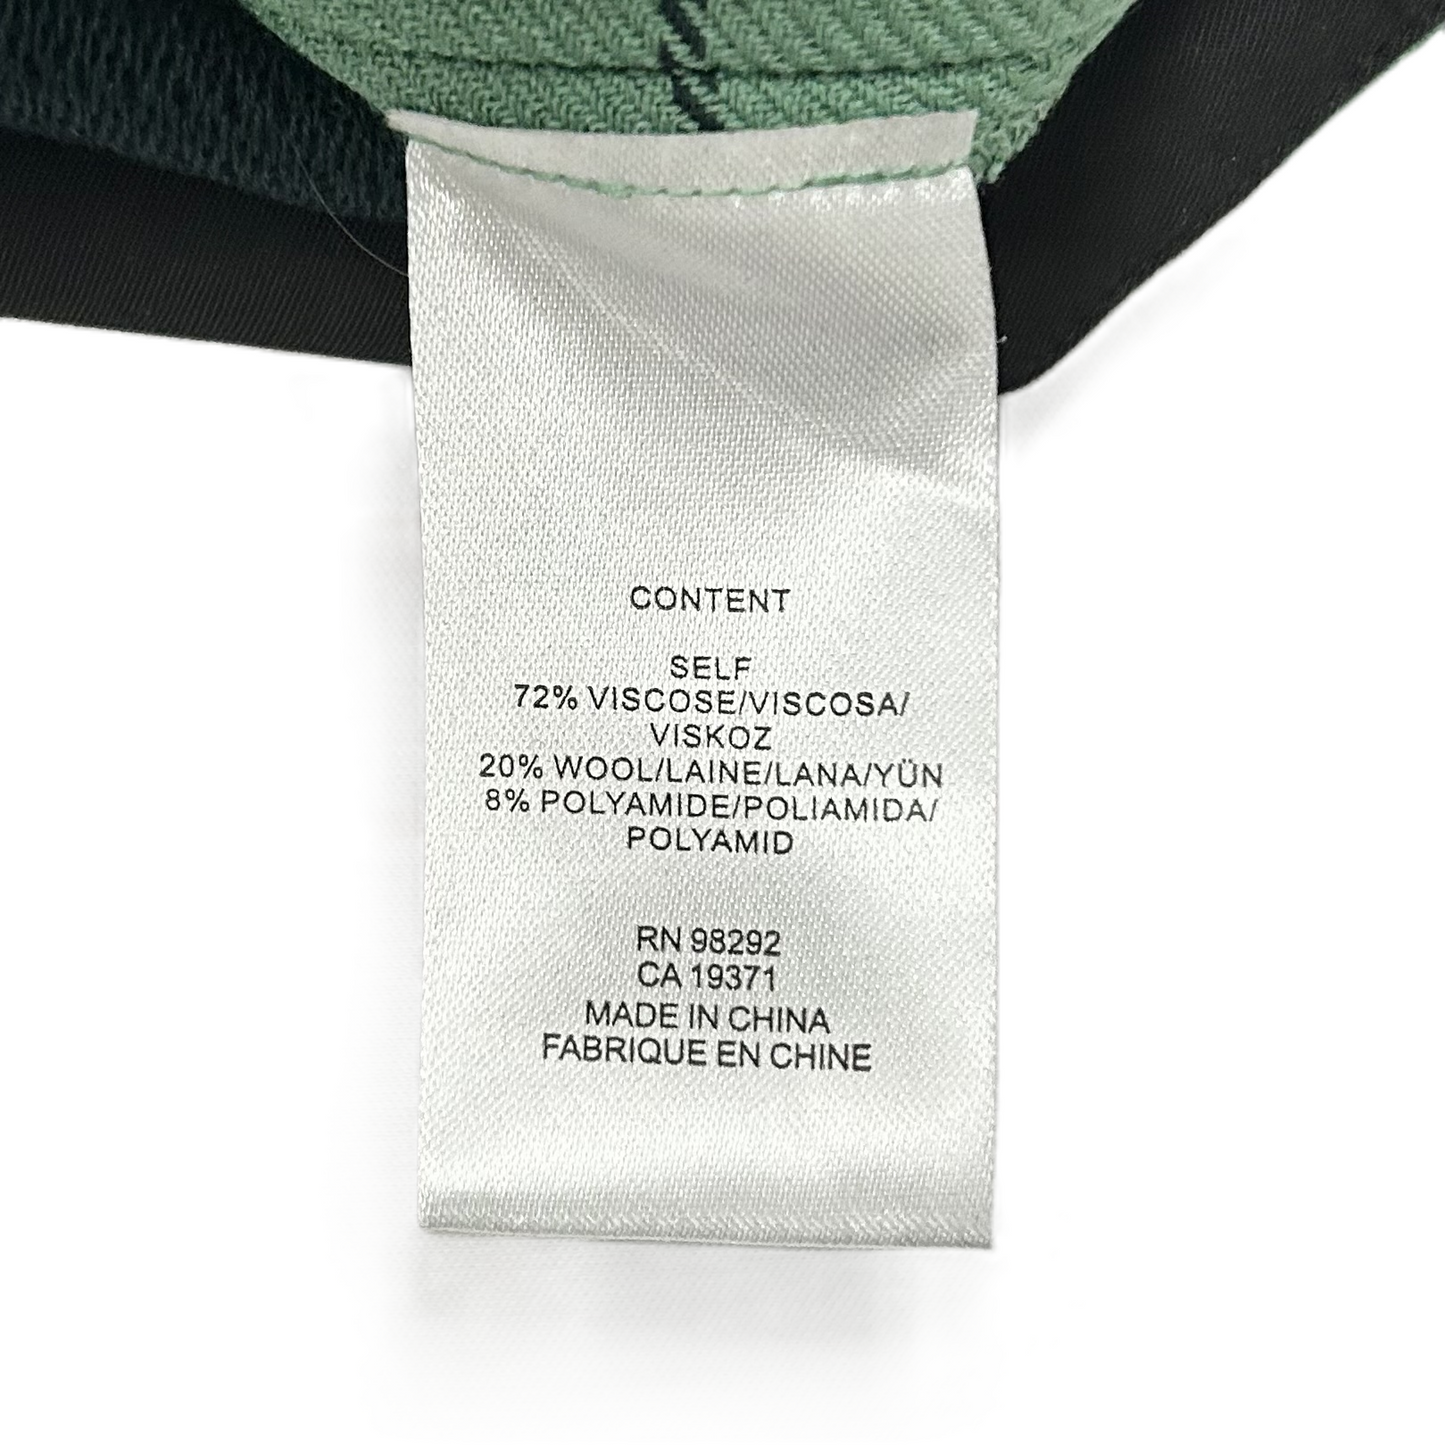 CONTENT
SELF
72% VISCOSE/VISCOSA/
VISKOZ
20% WOOL/LAINE/LANA/YÜN
8% POLYAMIDE/POLIAMIDA/
POLYAMID
RN 98292
CA 19371
MADE IN CHINA
FABRIQUE EN CHINE